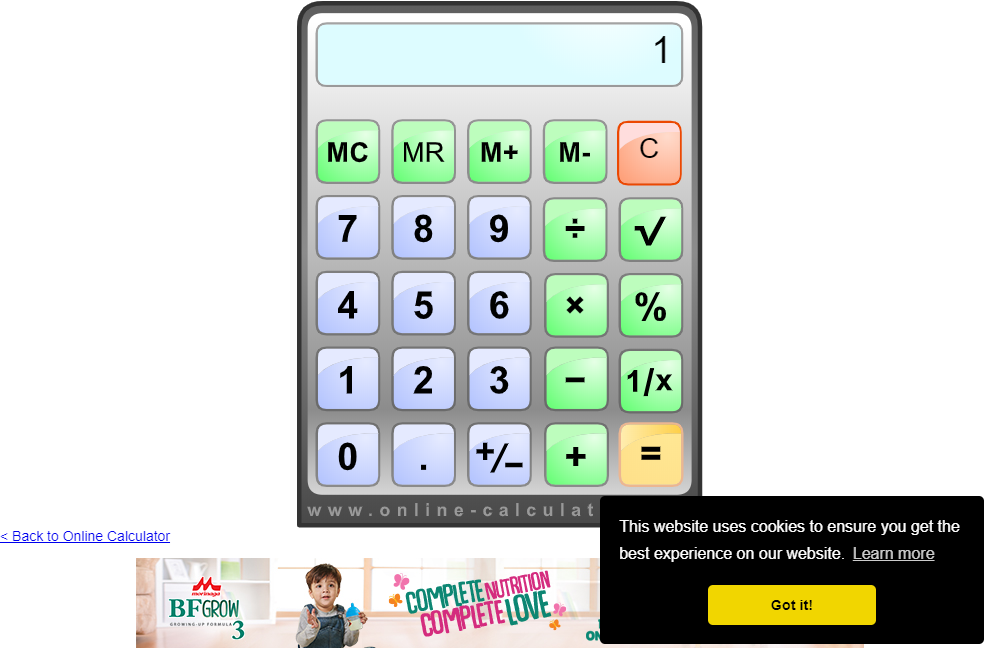 1
MC MR M+ M- C
7 8 9 ÷ √
4 5 6 × %
1 2 3 − 1/x
0 . +/− + =
www.online-calculat
< Back to Online Calculator
This website uses cookies to ensure you get the
best experience on our website. Learn more
Got it!
morinaga
BF GROW
GROWING-UP FORMULA 3
COMPLETE NUTRITION
COMPLETE LOVE
ON